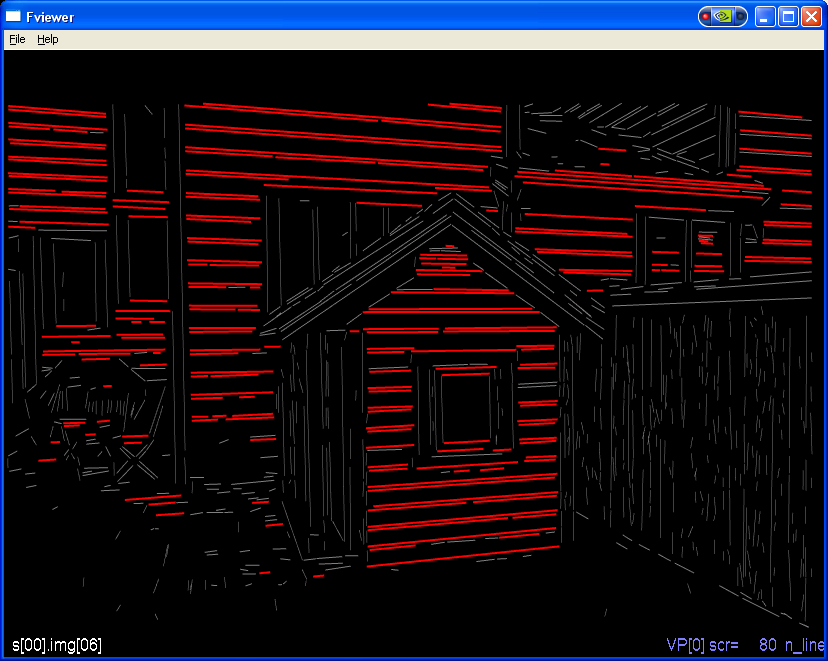 Fviewer
File Help
s[00].img[06]
VP[0] scr= 80 n_line